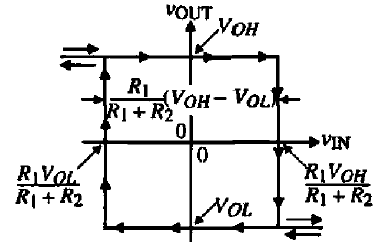 vOUT
VOH
R1/(R1 + R2) (VOH − VOL)
0
0
vIN
R1VOL/(R1 + R2)
R1VOH/(R1 + R2)
VOL